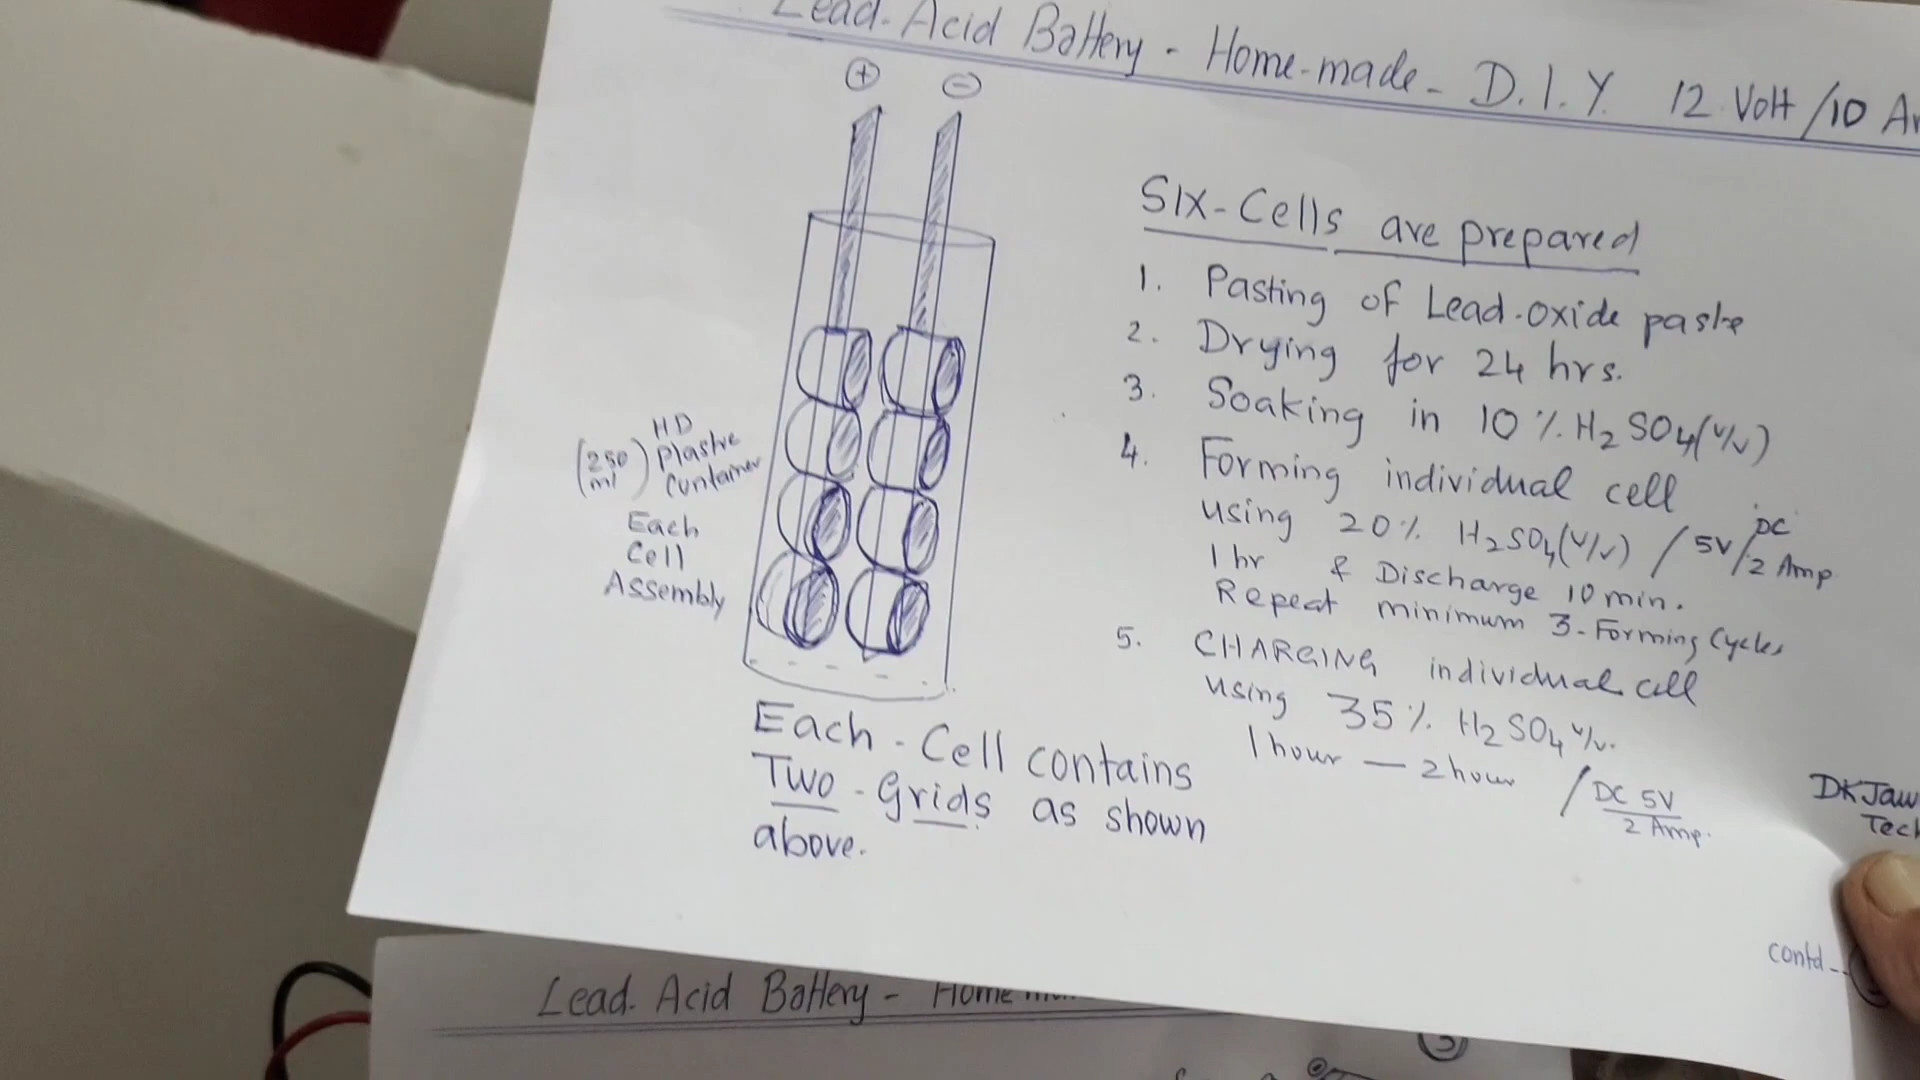 Lead-Acid Battery - Home-made - D.I.Y. 12 Volt /10 A
+ -
Six-Cells are prepared
1. Pasting of Lead-oxide paste
2. Drying for 24 hrs.
3. Soaking in 10 % H2SO4(v/v)
4. Forming individual cell
using 20% H2SO4(v/v) / 5V/DC 2 Amp
1 hr & Discharge 10 min.
Repeat minimum 3-Forming Cycles
5. CHARGING individual cell
using 35 % H2SO4 v/v.
1 hour — 2 hour / DC 5V
2 Amp.
HD
(250 ml) Plastic
Container
Each
Cell
Assembly
Each - Cell contains
Two - Grids as shown
above.
DKJaw
Tech
contd--
Lead-Acid Battery - Home
3